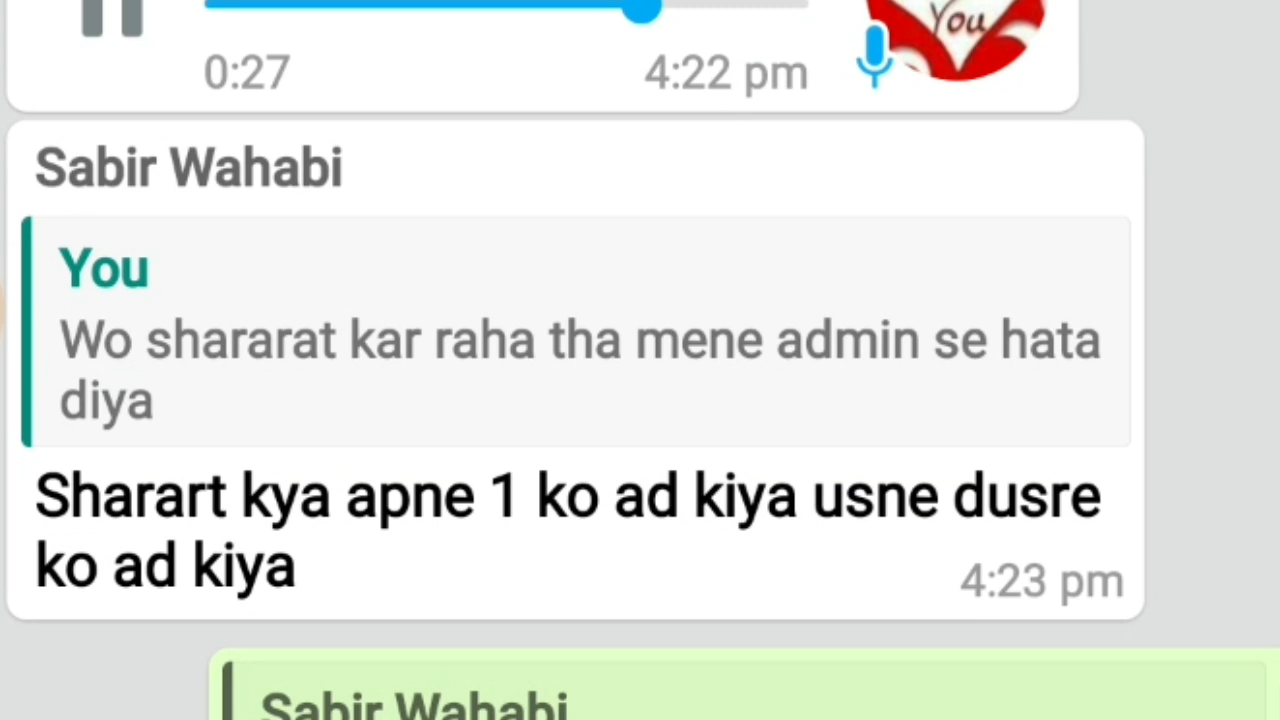 You
0:27
4:22 pm
Sabir Wahabi
You
Wo shararat kar raha tha mene admin se hata
diya
Sharart kya apne 1 ko ad kiya usne dusre
ko ad kiya
4:23 pm
Sabir Wahabi